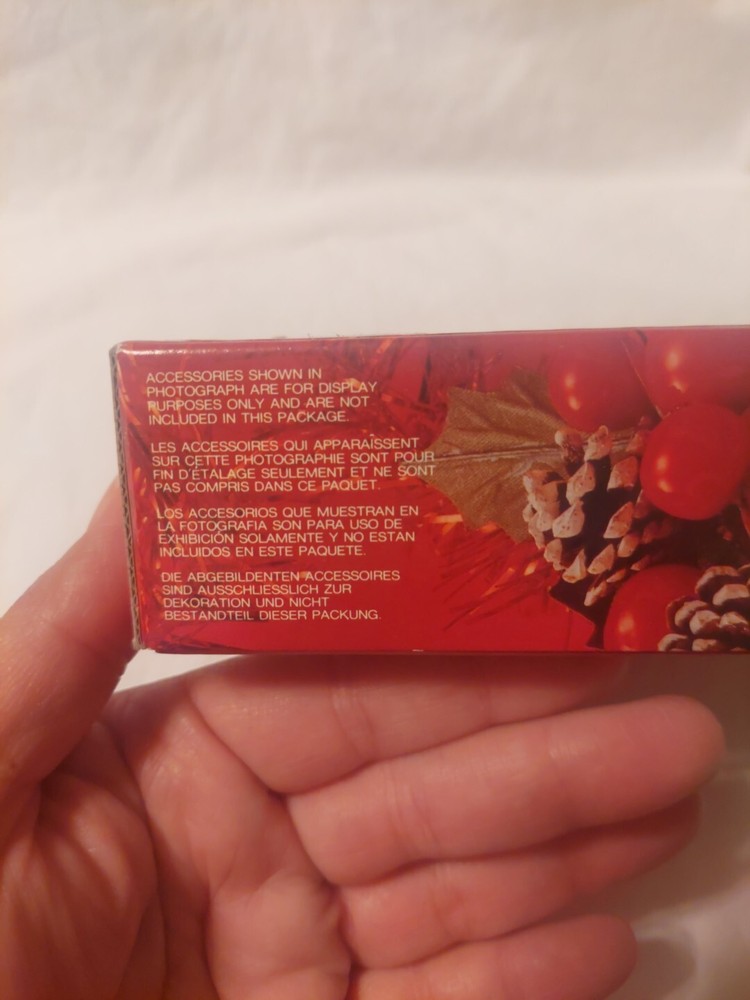 ACCESSORIES SHOWN IN
PHOTOGRAPH ARE FOR DISPLAY
PURPOSES ONLY AND ARE NOT
INCLUDED IN THIS PACKAGE.
LES ACCESSOIRES QUI APPARAISSENT
SUR CETTE PHOTOGRAPHIE SONT POUR
FIN D'ÉTALAGE SEULEMENT ET NE SONT
PAS COMPRIS DANS CE PAQUET.
LOS ACCESORIOS QUE MUESTRAN EN
LA FOTOGRAFIA SON PARA USO DE
EXHIBICIÓN SOLAMENTE Y NO ESTAN
INCLUIDOS EN ESTE PAQUETE.
DIE ABGEBILDENTEN ACCESSOIRES
SIND AUSSCHLIESSLICH ZUR
DEKORATION UND NICHT
BESTANDTEIL DIESER PACKUNG.